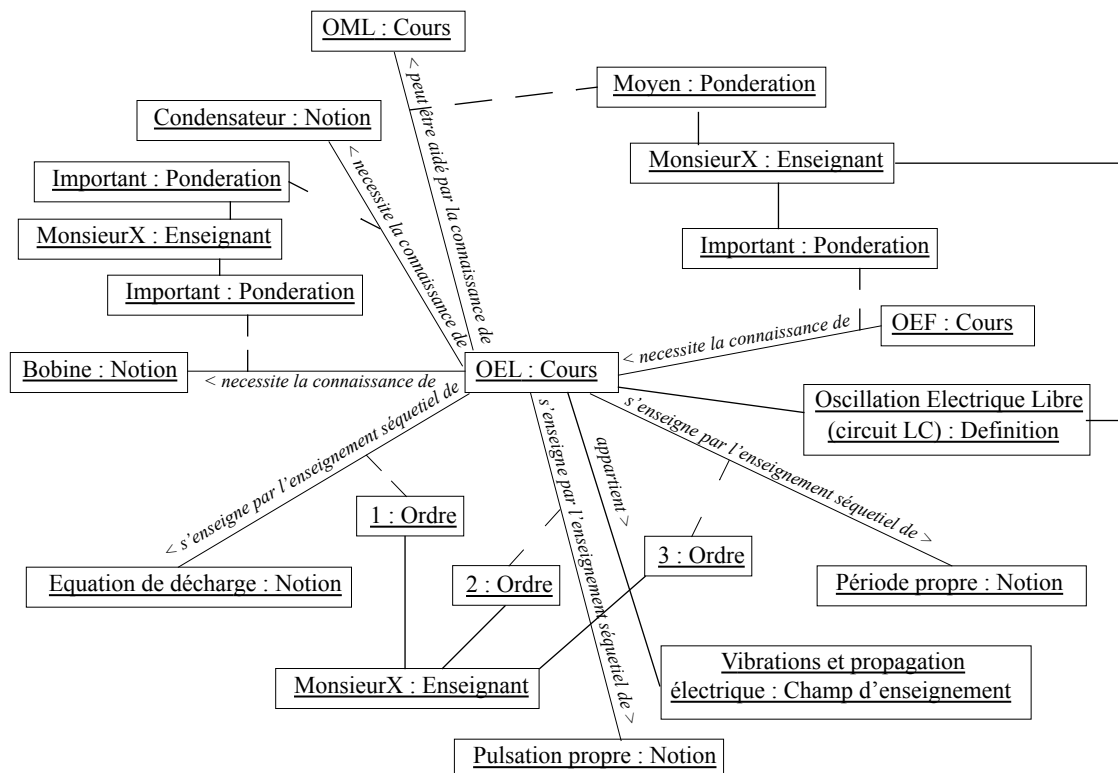 OML : Cours
< peut être aidé par la connaissance de
Moyen : Ponderation
Condensateur : Notion
< necessite la connaissance de
MonsieurX : Enseignant
Important : Ponderation
MonsieurX : Enseignant
Important : Ponderation
Important : Ponderation
OEF : Cours
< necessite la connaissance de
Bobine : Notion
< necessite la connaissance de
OEL : Cours
Oscillation Electrique Libre
(circuit LC) : Definition
< s’enseigne par l’enseignement séquetiel de
s’enseigne par l’enseignement séquetiel de >
appartient >
s’enseigne par l’enseignement séquetiel de >
1 : Ordre
2 : Ordre
3 : Ordre
Equation de décharge : Notion
Période propre : Notion
MonsieurX : Enseignant
Vibrations et propagation
électrique : Champ d’enseignement
Pulsation propre : Notion